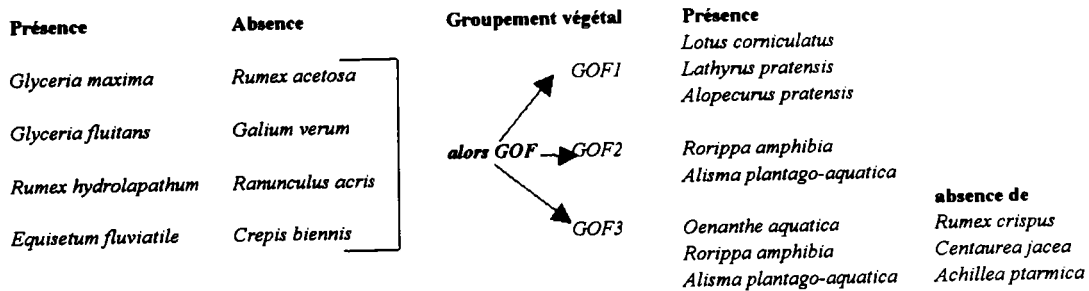 Présence Absence Groupement végétal Présence
Lotus corniculatus
Glyceria maxima Rumex acetosa GOF1 Lathyrus pratensis
Alopecurus pratensis
Glyceria fluitans Galium verum
alors GOF GOF2 Rorippa amphibia
Rumex hydrolapathum Ranunculus acris Alisma plantago-aquatica
absence de
Equisetum fluviatile Crepis biennis GOF3 Oenanthe aquatica Rumex crispus
Rorippa amphibia Centaurea jacea
Alisma plantago-aquatica Achillea ptarmica